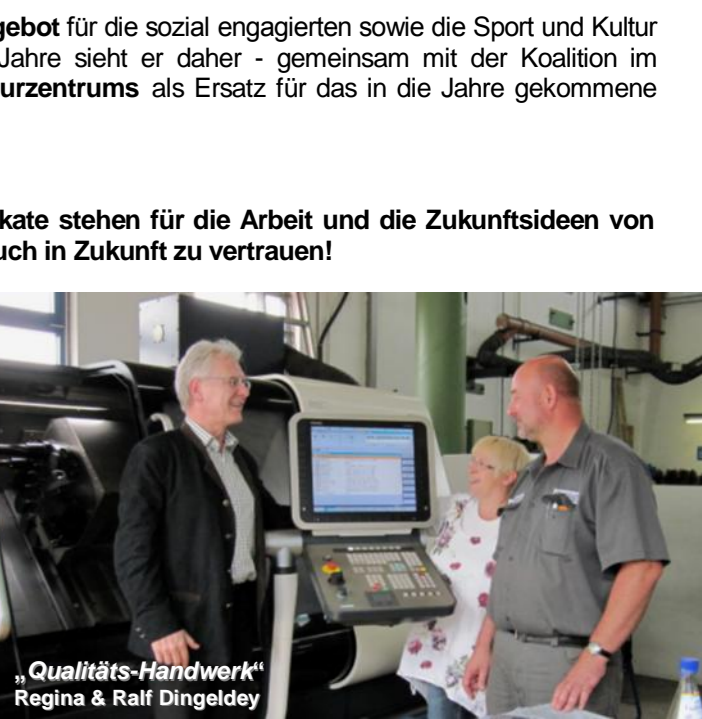 gebot für die sozial engagierten sowie die Sport und Kultur
Jahre sieht er daher - gemeinsam mit der Koalition im
urzentrums als Ersatz für das in die Jahre gekommene
kate stehen für die Arbeit und die Zukunftsideen von
uch in Zukunft zu vertrauen!
„Qualitäts-Handwerk“
Regina & Ralf Dingeldey